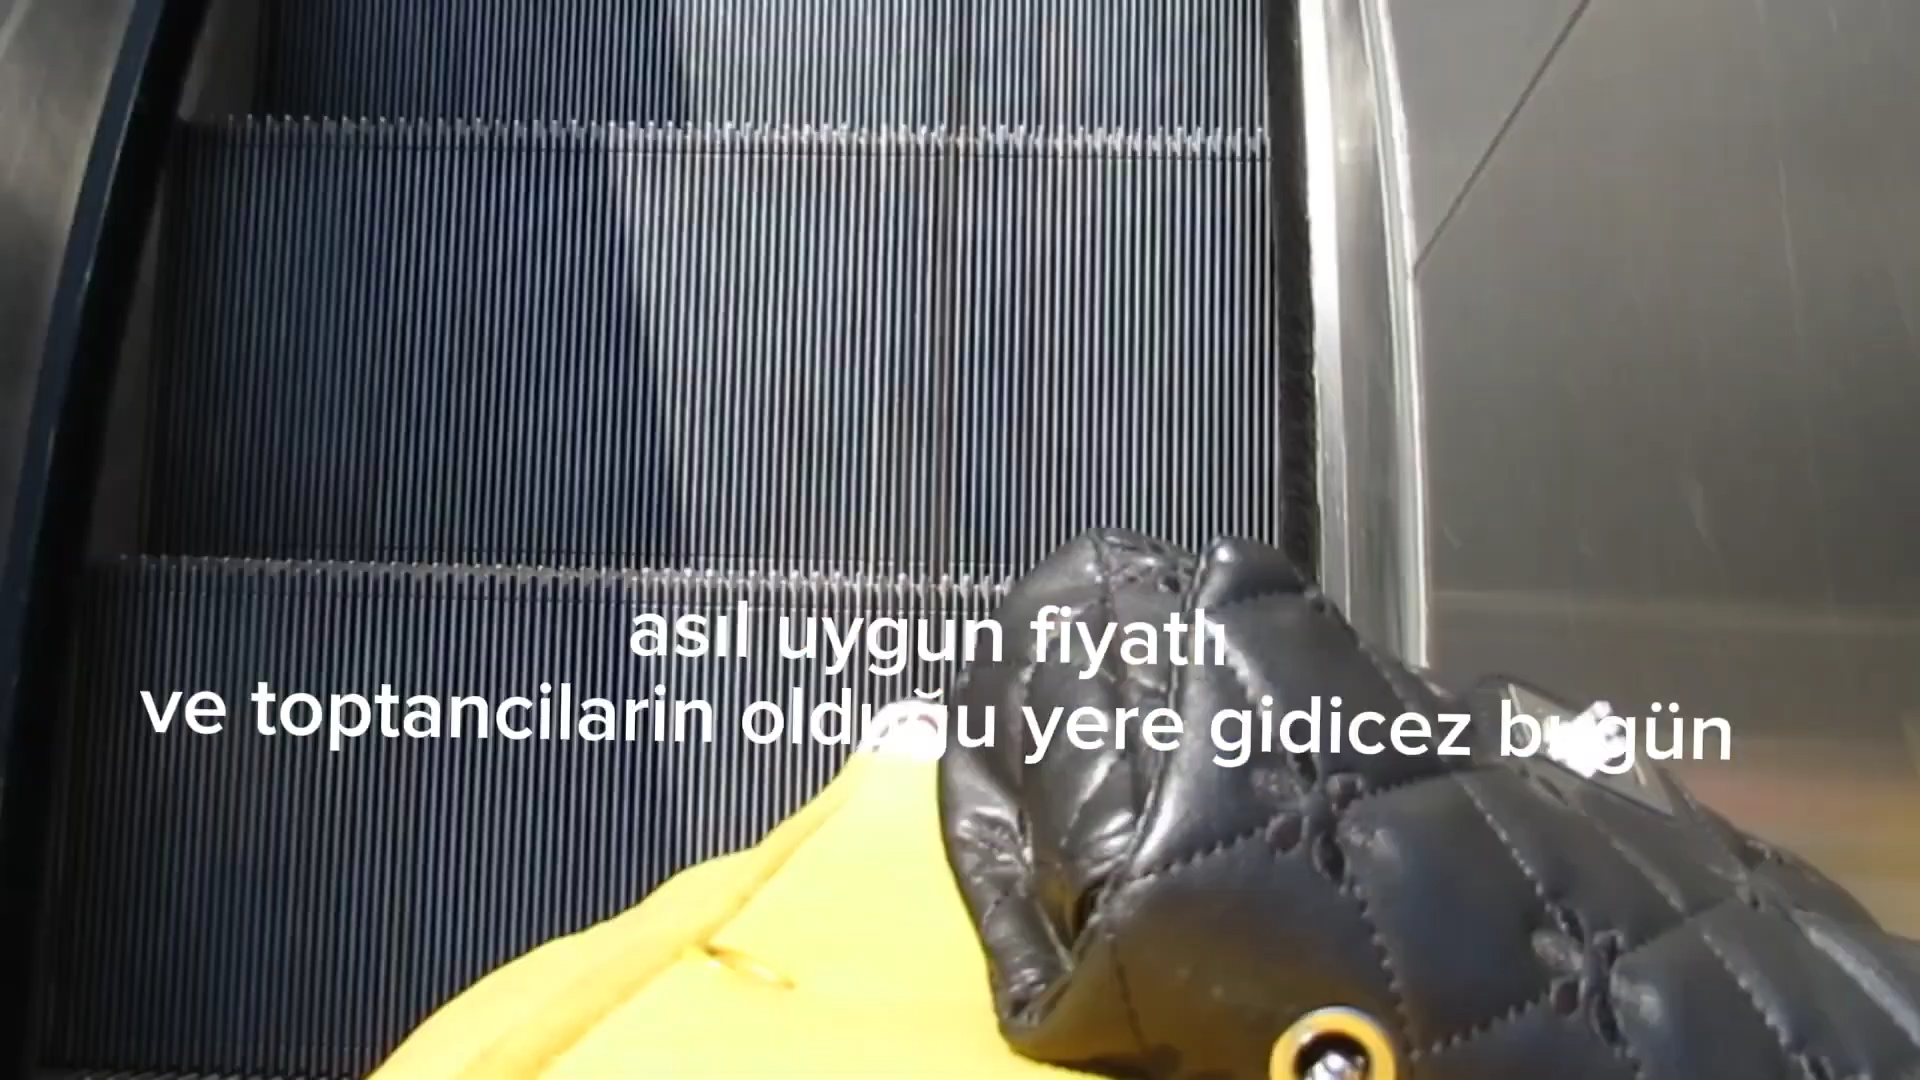 asıl uygun fiyatlı
ve toptancilarin olduğu yere gidicez bugün